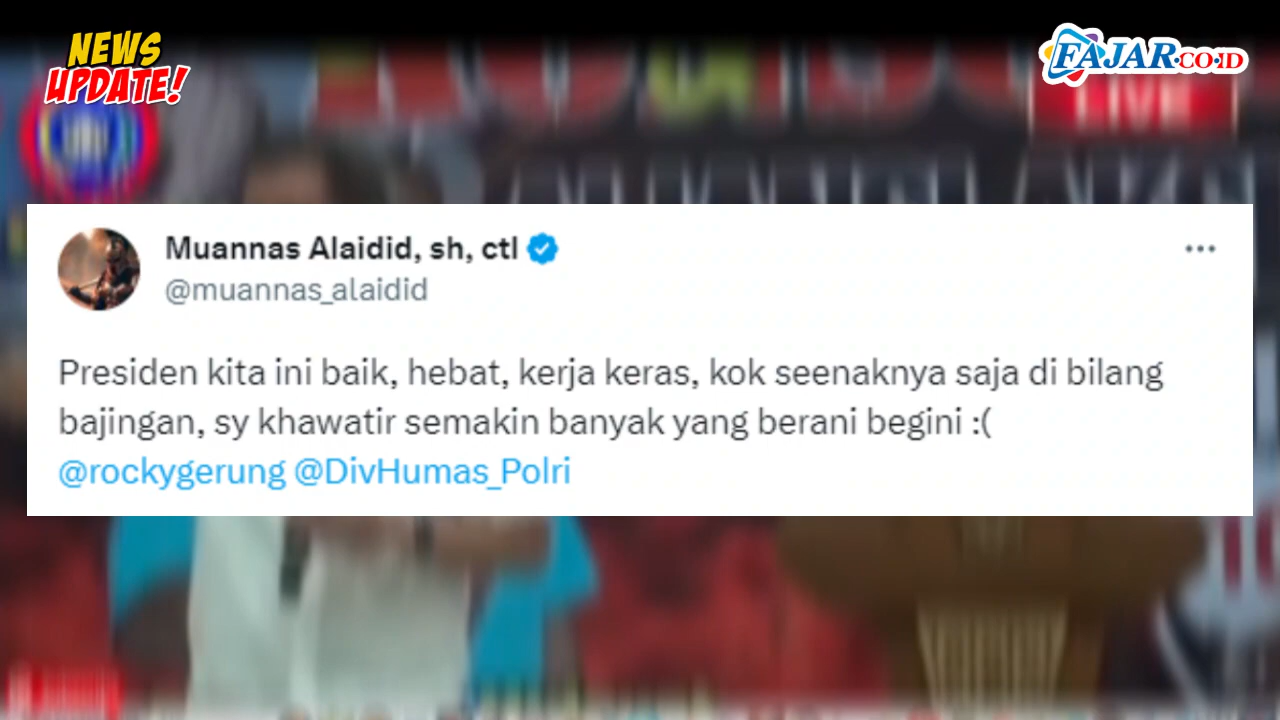 NEWS
UPDATE!
FAJAR.CO.ID
LIVE
Muannas Alaidid, sh, ctl
@muannas_alaidid
Presiden kita ini baik, hebat, kerja keras, kok seenaknya saja di bilang
bajingan, sy khawatir semakin banyak yang berani begini :(
@rockygerung @DivHumas_Polri